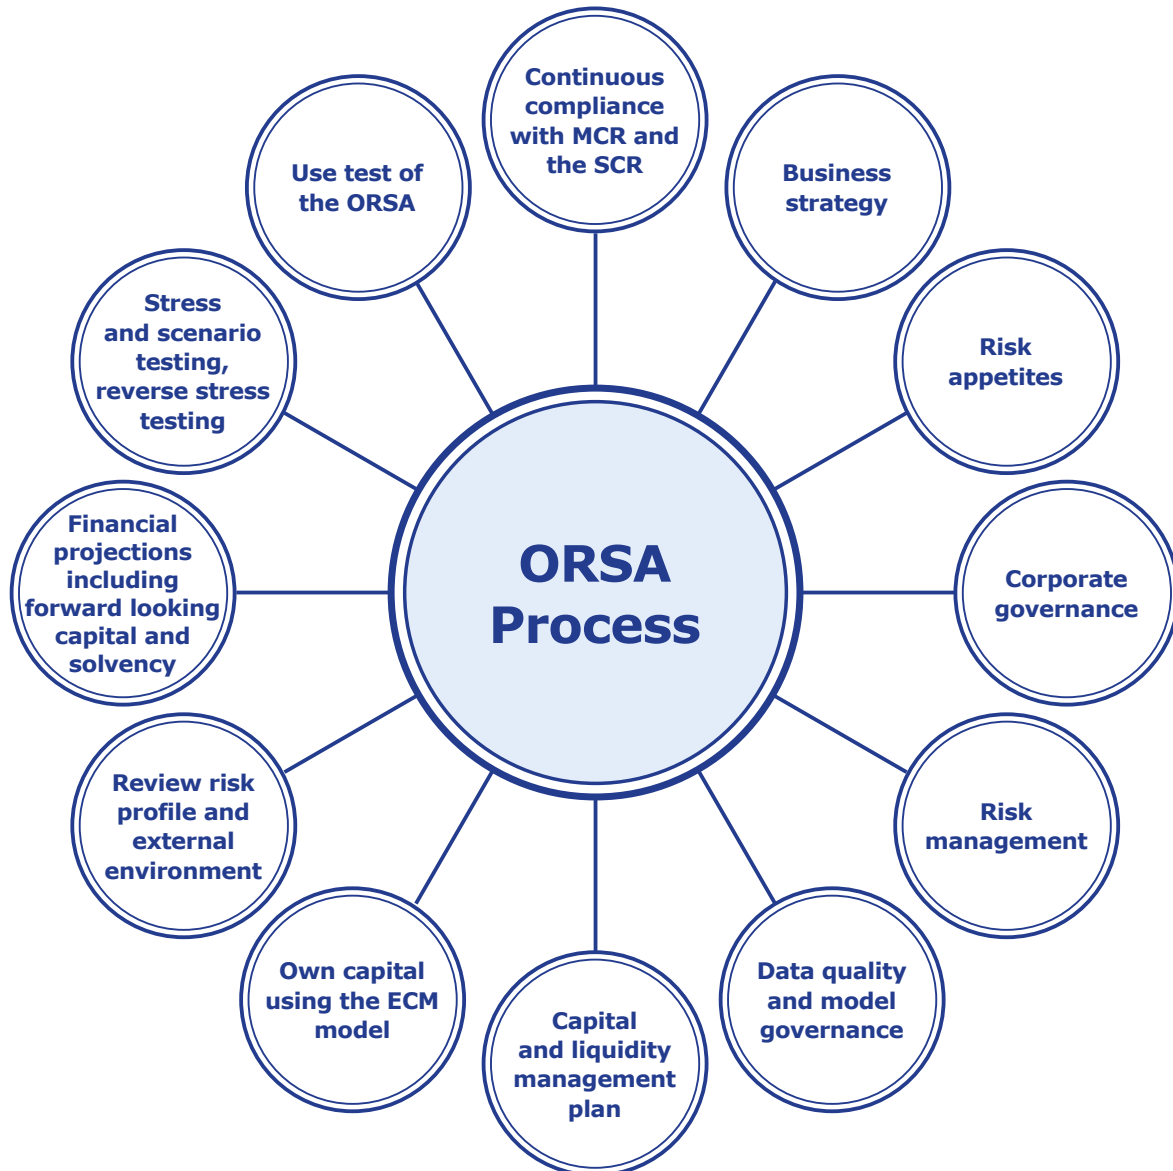 Continuous
compliance
with MCR and
the SCR
Business
strategy
Risk
appetites
Corporate
governance
Risk
management
Data quality
and model
governance
Capital
and liquidity
management
plan
Own capital
using the ECM
model
Review risk
profile and
external
environment
Financial
projections
including
forward looking
capital and
solvency
Stress
and scenario
testing,
reverse stress
testing
Use test of
the ORSA
ORSA
Process